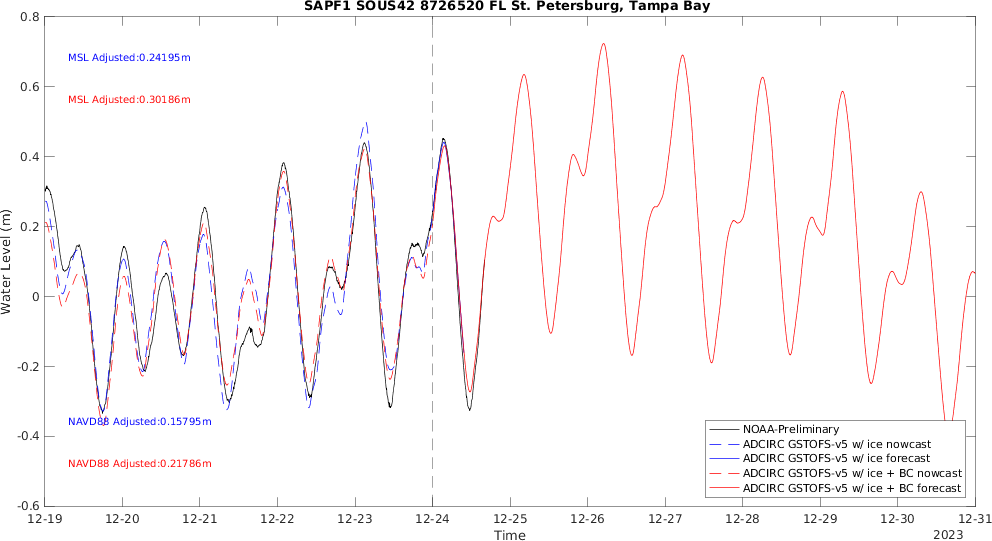 SAPF1 SOUS42 8726520 FL St. Petersburg, Tampa Bay
0.8
0.6
0.4
0.2
0
-0.2
-0.4
-0.6
Water Level (m)
MSL Adjusted:0.24195m
MSL Adjusted:0.30186m
NAVD88 Adjusted:0.15795m
NAVD88 Adjusted:0.21786m
NOAA-Preliminary
ADCIRC GSTOFS-v5 w/ ice nowcast
ADCIRC GSTOFS-v5 w/ ice forecast
ADCIRC GSTOFS-v5 w/ ice + BC nowcast
ADCIRC GSTOFS-v5 w/ ice + BC forecast
12-19 12-20 12-21 12-22 12-23 12-24 12-25 12-26 12-27 12-28 12-29 12-30 12-31
Time
2023